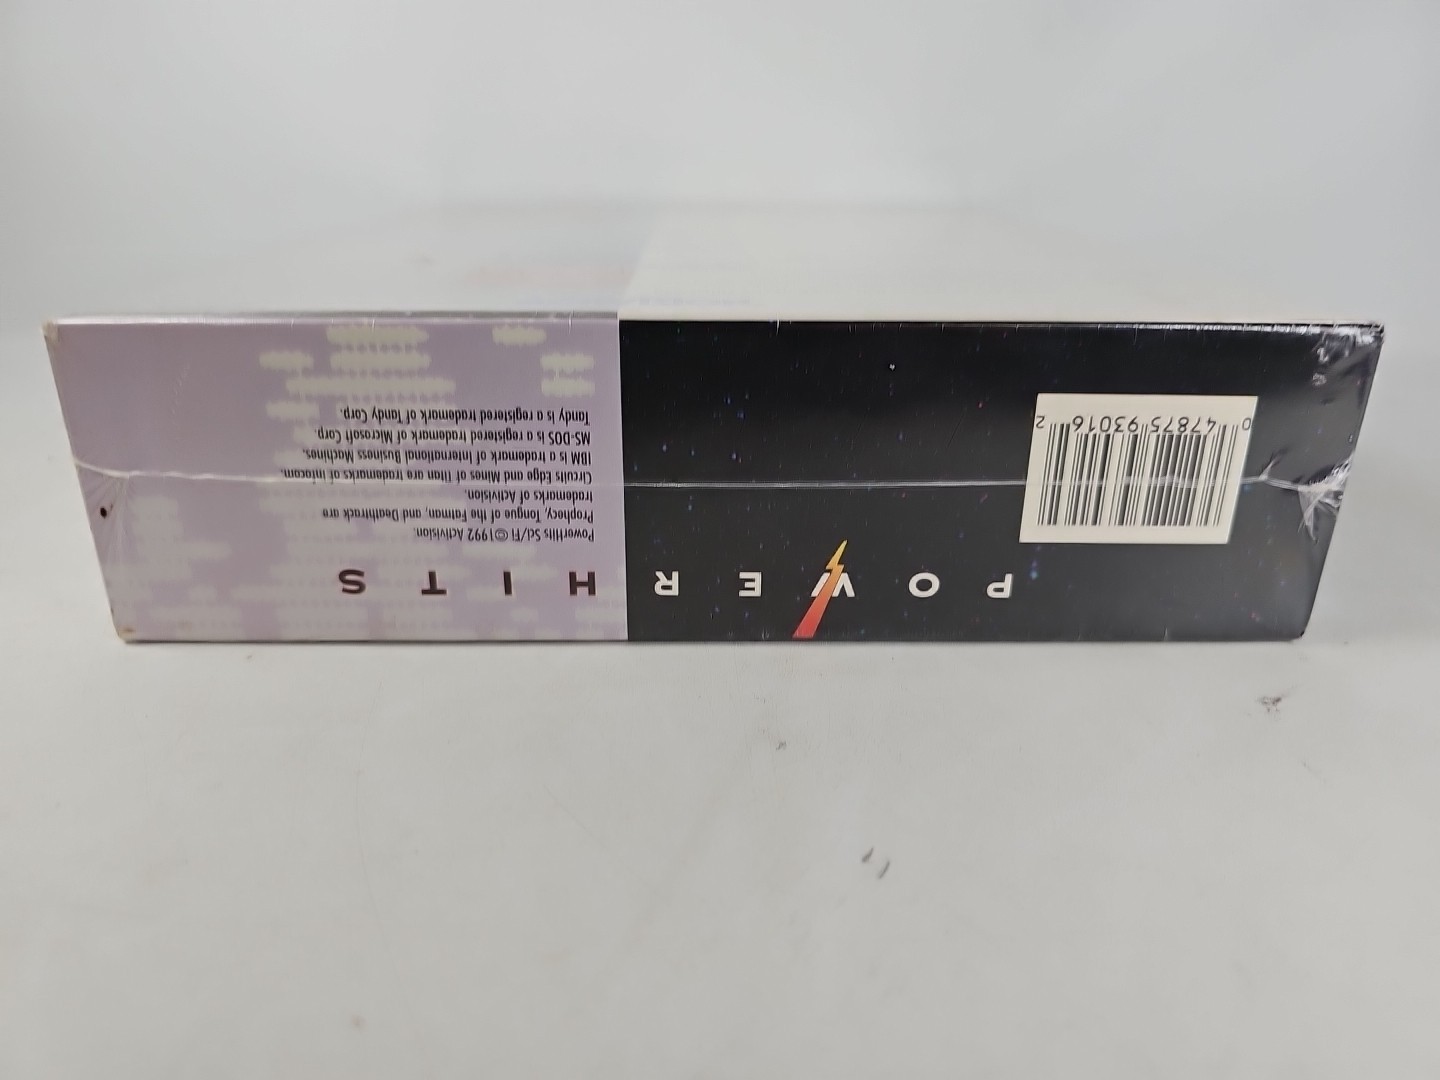 POWER HITS
PowerHits Sci/Fi ©1992 Activision.
Prophecy, Tongue of the Fatman, and Deathtrack are
trademarks of Activision.
Circuits Edge and Mines of Titan are trademarks of Infocom.
IBM is a trademark of International Business Machines.
MS-DOS is a registered trademark of Microsoft Corp.
Tandy is a registered trademark of Tandy Corp.
0 47875 93016 2